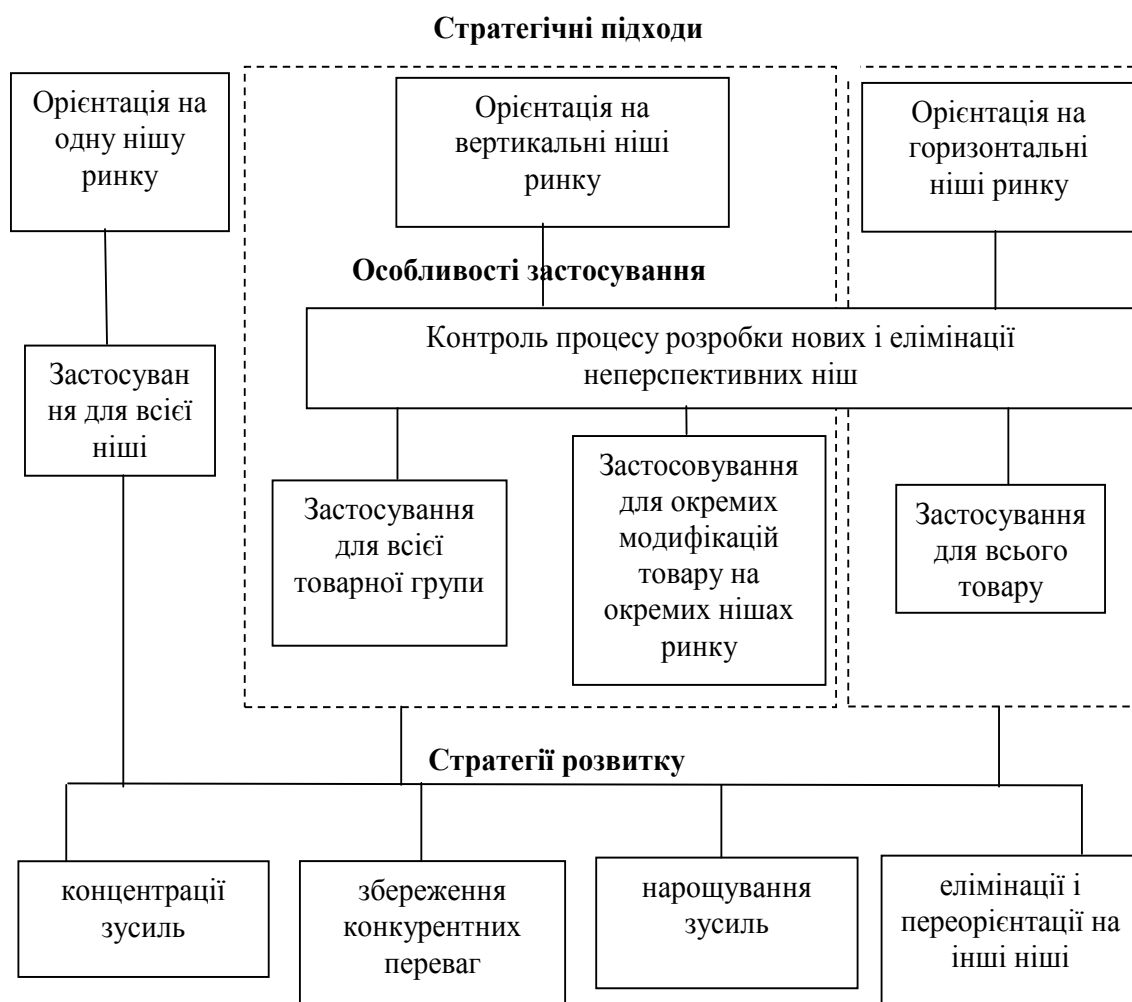 Стратегічні підходи
Орієнтація на
одну нішу
ринку
Орієнтація на
вертикальні ніші
ринку
Орієнтація на
горизонтальні
ніші ринку
Особливості застосування
Контроль процесу розробки нових і елімінації
неперспективних ніш
Застосуван
ня для всієї
ніші
Застосування
для всієї
товарної групи
Застосовування
для окремих
модифікацій
товару на
окремих нішах
ринку
Застосування
для всього
товару
Стратегії розвитку
концентрації
зусиль
збереження
конкурентних
переваг
нарощування
зусиль
елімінації і
переорієнтації на
інші ніші